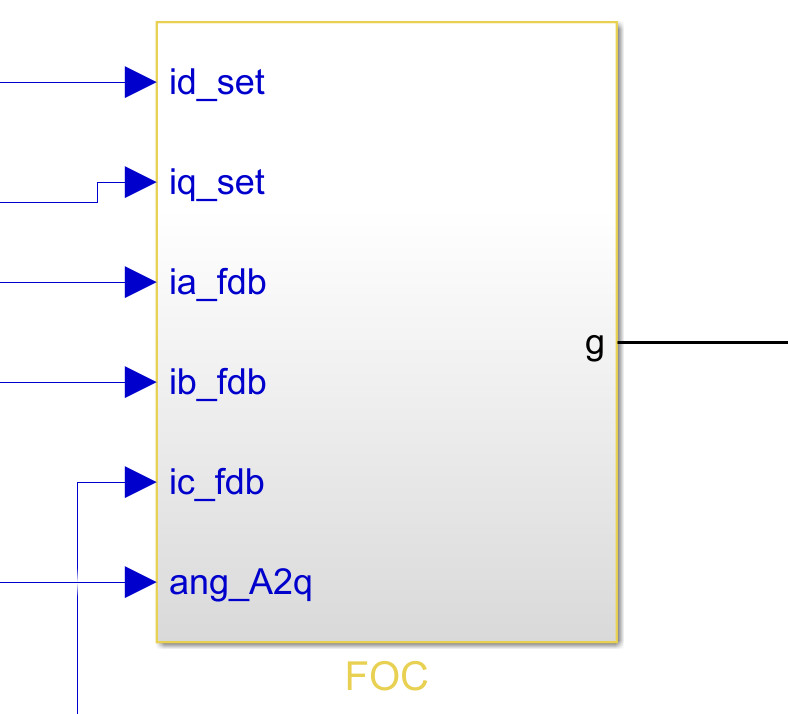 id_set
iq_set
ia_fdb
g
ib_fdb
ic_fdb
ang_A2q
FOC